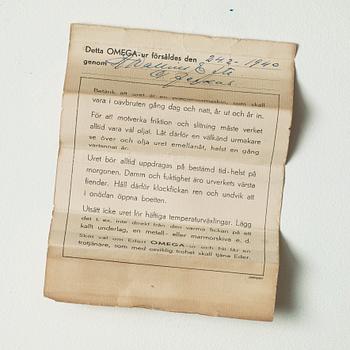 Detta OMEGA-ur försåldes den 24/2 - 1940
genom
Betänk att uret är en precisionsmaskin, som skall
vara i oavbruten gång dag och natt, år ut och år in.
För att motverka friktion och slitning måste verket
alltid vara väl oljat. Låt därför en välkänd urmakare
se över och olja uret emellanåt, helst en gång
vartannat år.
Uret bör alltid uppdragas på bestämd tid-helst på
morgonen. Damm och fuktighet äro urverkets värsta
fiender. Håll därför klockfickan ren och undvik att
i onödan öppna boetten.
Utsätt icke uret för häftiga temperaturväxlingar. Lägg
det t. ex. inte direkt från den varma fickan på ett
kallt underlag, en metall- eller marmorskiva e. d.
Sköt väl om Edert OMEGA-ur och Ni får en
trotjänare, som med osviklig trohet skall tjäna Eder.